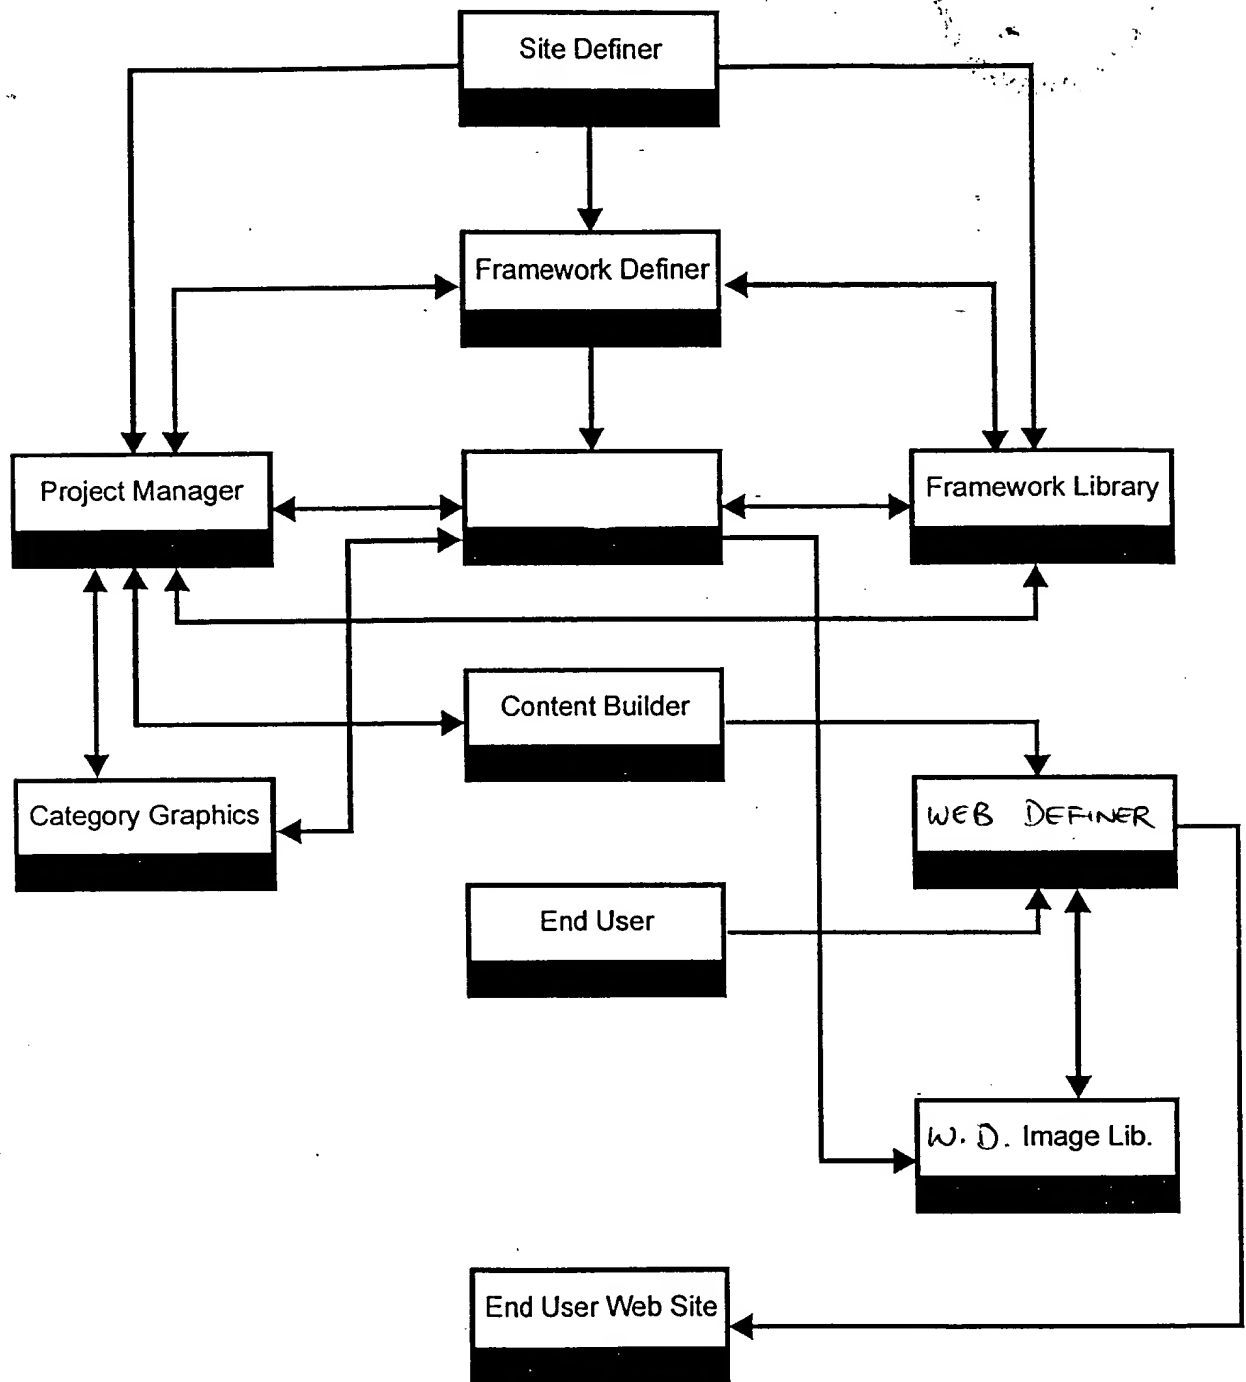 Site Definer
Framework Definer
Project Manager
Framework Library
Content Builder
Category Graphics
WEB DEFINER
End User
W. D. Image Lib.
End User Web Site